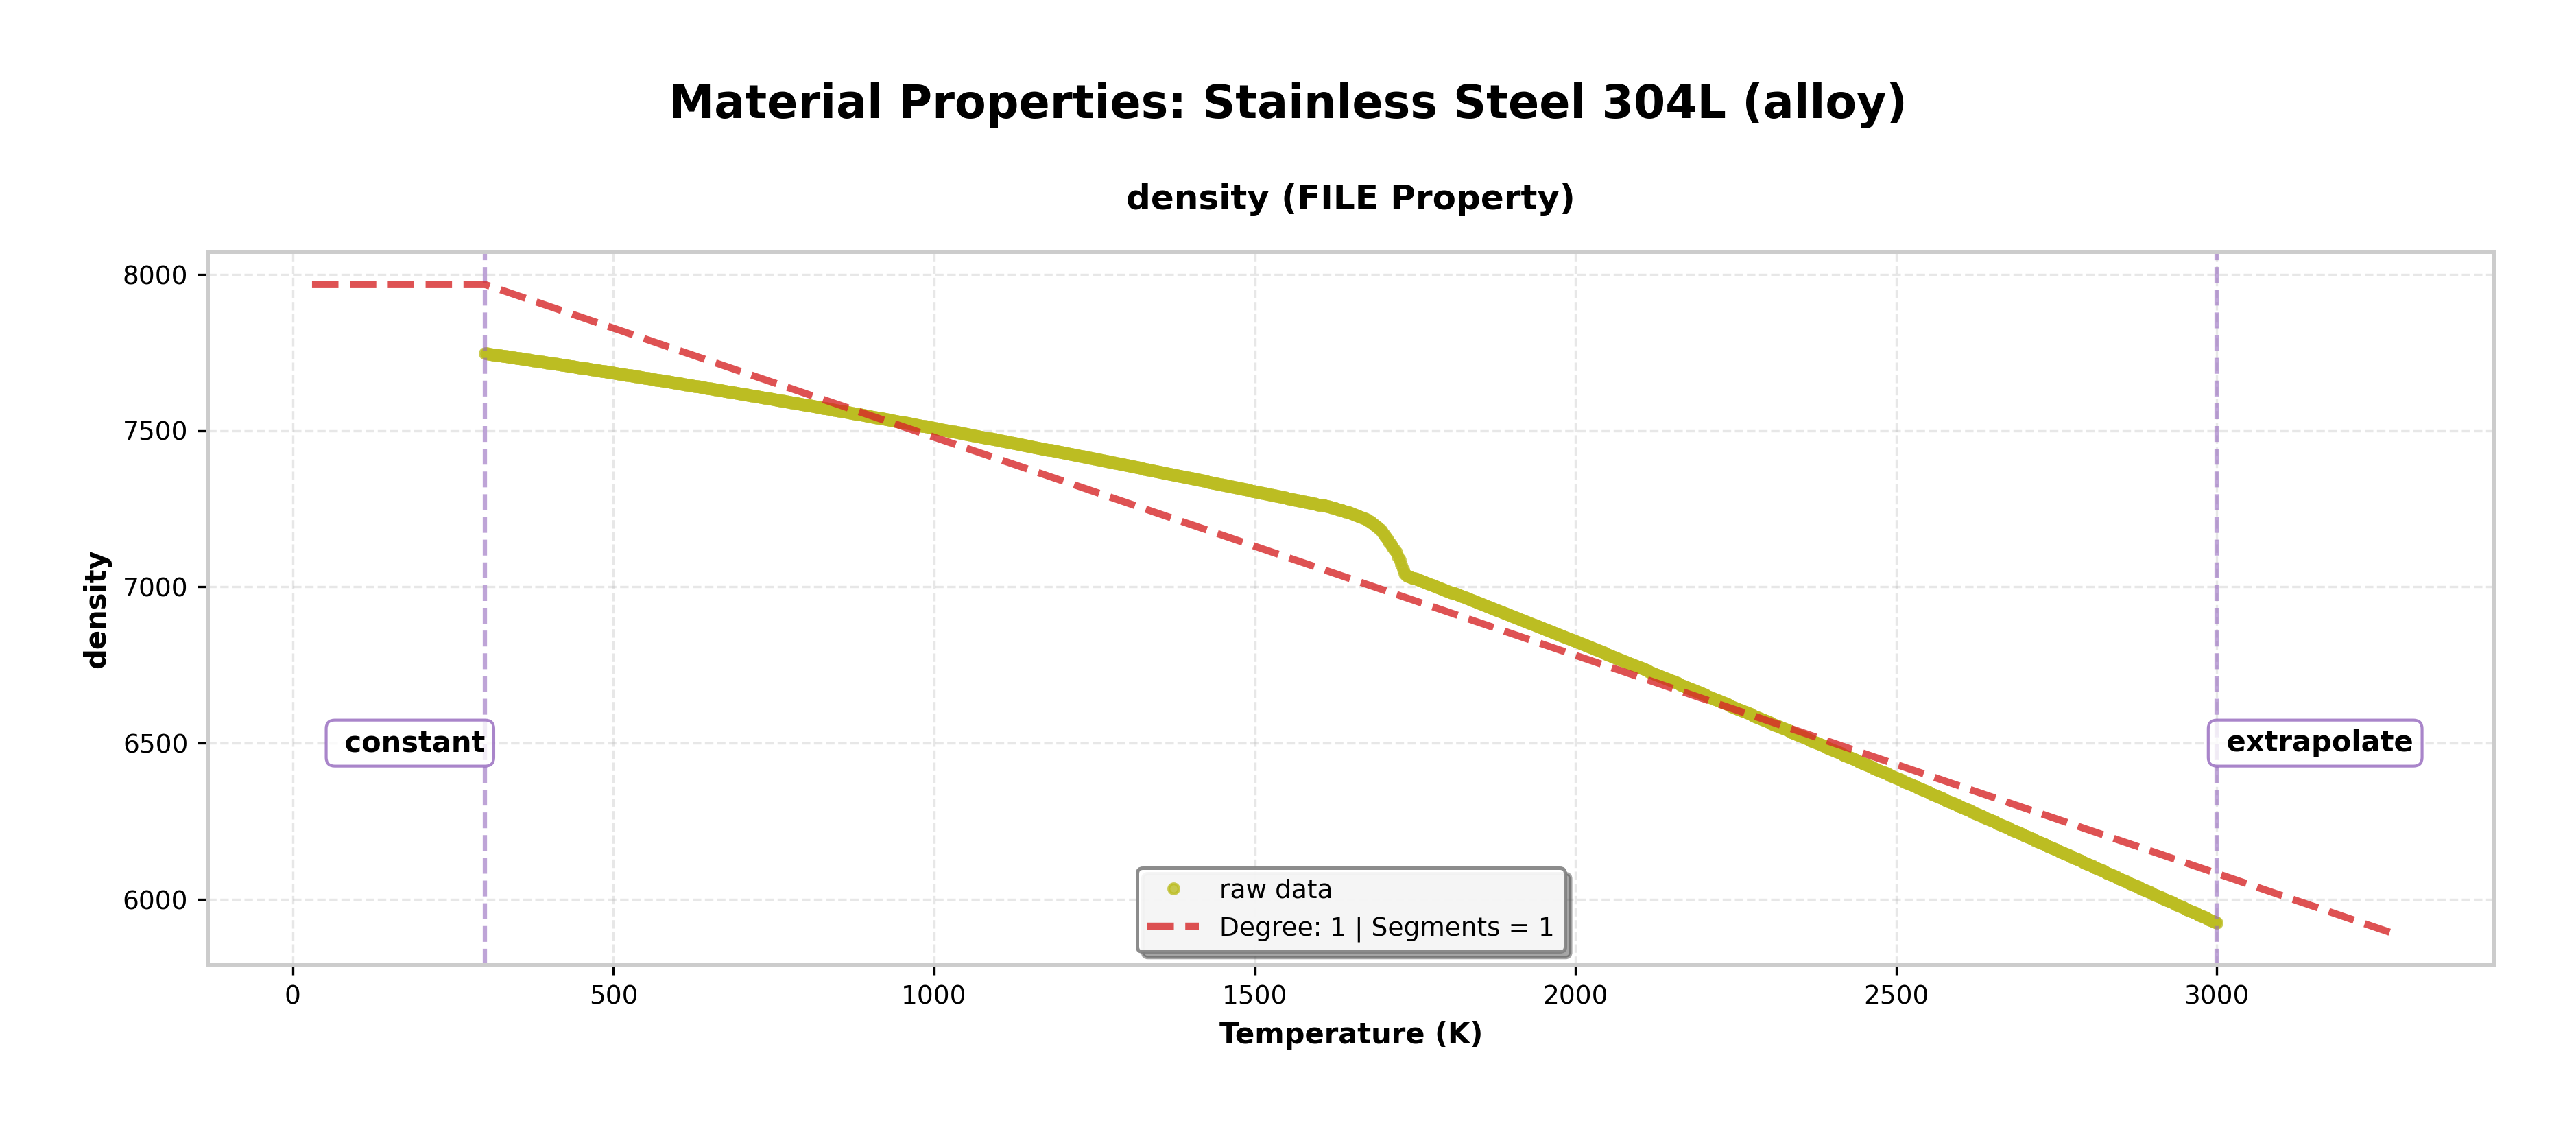 Material Properties: Stainless Steel 304L (alloy)
density (FILE Property)
density
8000
7500
7000
6500
6000
constant
extrapolate
raw data
Degree: 1 | Segments = 1
0
500
1000
1500
2000
2500
3000
Temperature (K)